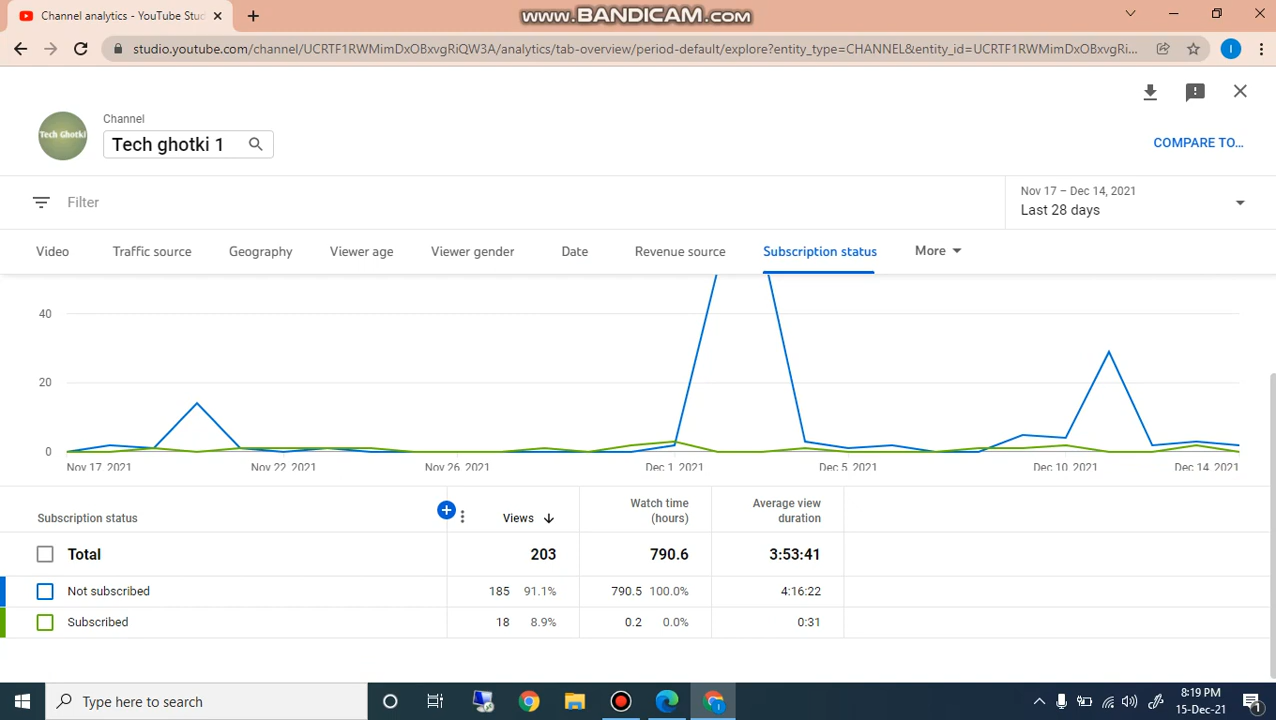 Channel analytics - YouTube Stud
www.BANDICAM.com
studio.youtube.com/channel/UCRTF1RWMimDxOBxvgRiQW3A/analytics/tab-overview/period-default/explore?entity_type=CHANNEL&entity_id=UCRTF1RWMimDxOBxvgRi...
I
Tech Ghotki
Channel
Tech ghotki 1
COMPARE TO...
Filter
Nov 17 – Dec 14, 2021
Last 28 days
Video Traffic source Geography Viewer age Viewer gender Date Revenue source Subscription status More
40
20
0
Nov 17, 2021 Nov 22, 2021 Nov 26, 2021 Dec 1, 2021 Dec 5, 2021 Dec 10, 2021 Dec 14, 2021
Subscription status Views Watch time (hours) Average view duration
Total 203 790.6 3:53:41
Not subscribed 185 91.1% 790.5 100.0% 4:16:22
Subscribed 18 8.9% 0.2 0.0% 0:31
Type here to search
8:19 PM
15-Dec-21
1